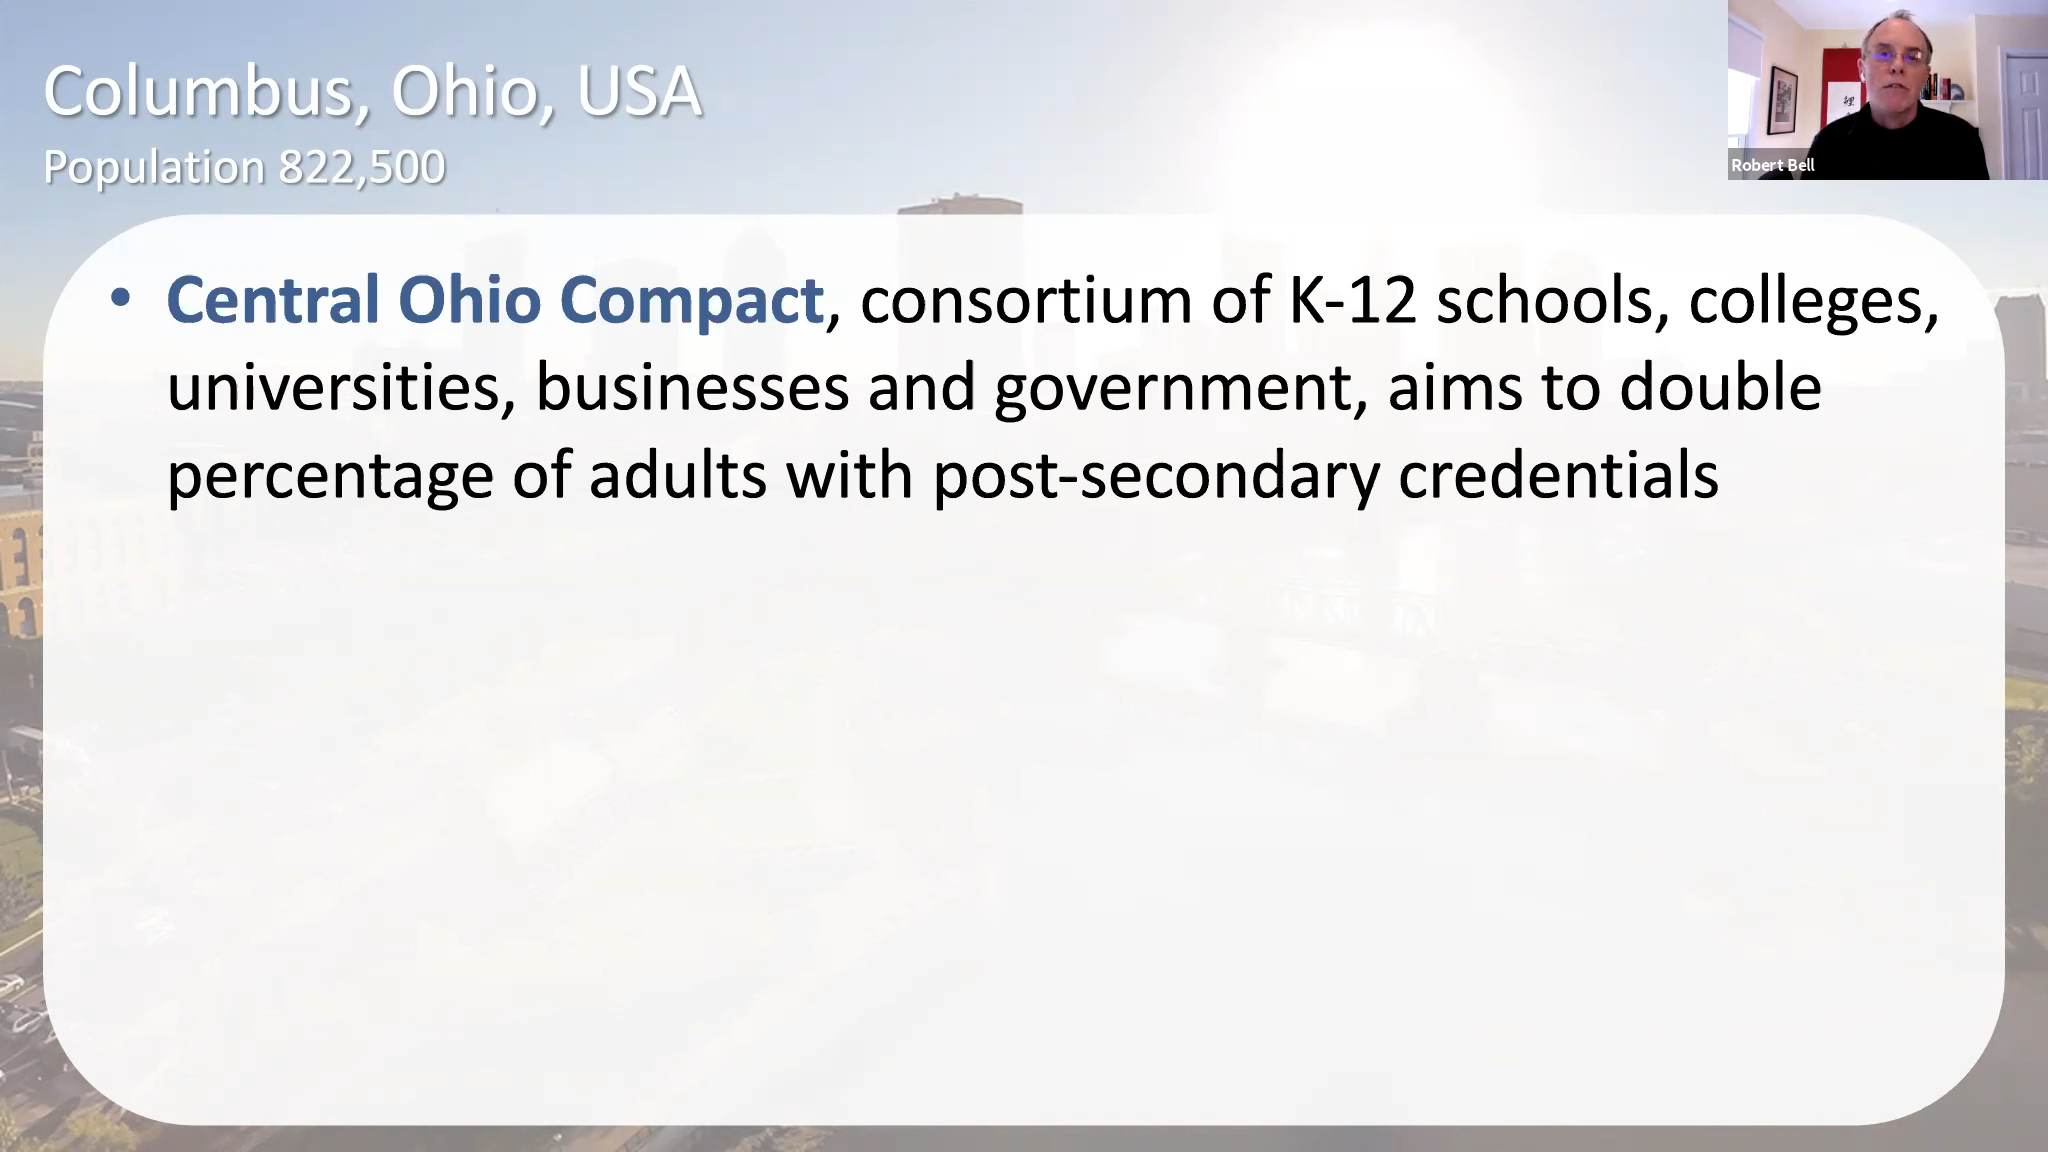 Columbus, Ohio, USA
Population 822,500
Robert Bell
• Central Ohio Compact, consortium of K-12 schools, colleges,
universities, businesses and government, aims to double
percentage of adults with post-secondary credentials